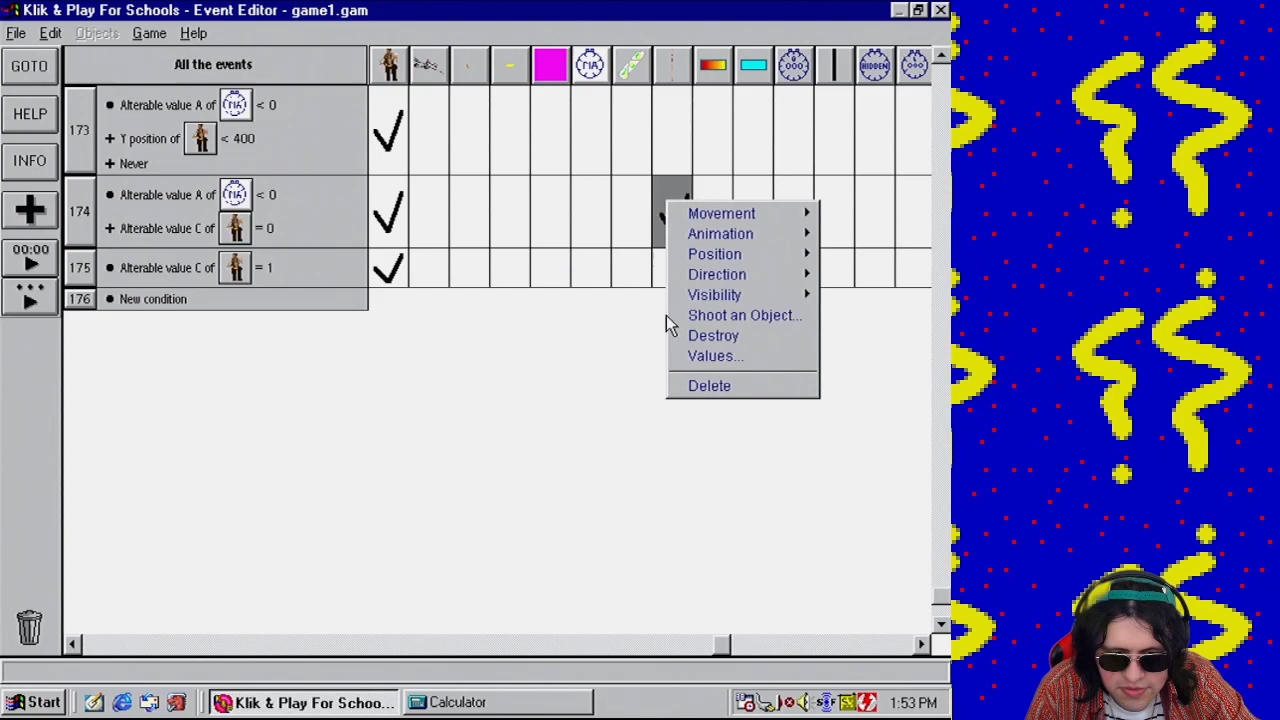 Klik & Play For Schools - Event Editor - game1.gam
File Edit Objects Game Help
GOTO
All the events
HELP
INFO
00:00
173
Alterable value A of < 0
+ Y position of < 400
+ Never
174
Alterable value A of < 0
+ Alterable value C of = 0
175
Alterable value C of = 1
176
New condition
000
HIDDEN
Movement
Animation
Position
Direction
Visibility
Shoot an Object...
Destroy
Values...
Delete
Start
Klik & Play For Schoo...
Calculator
1:53 PM